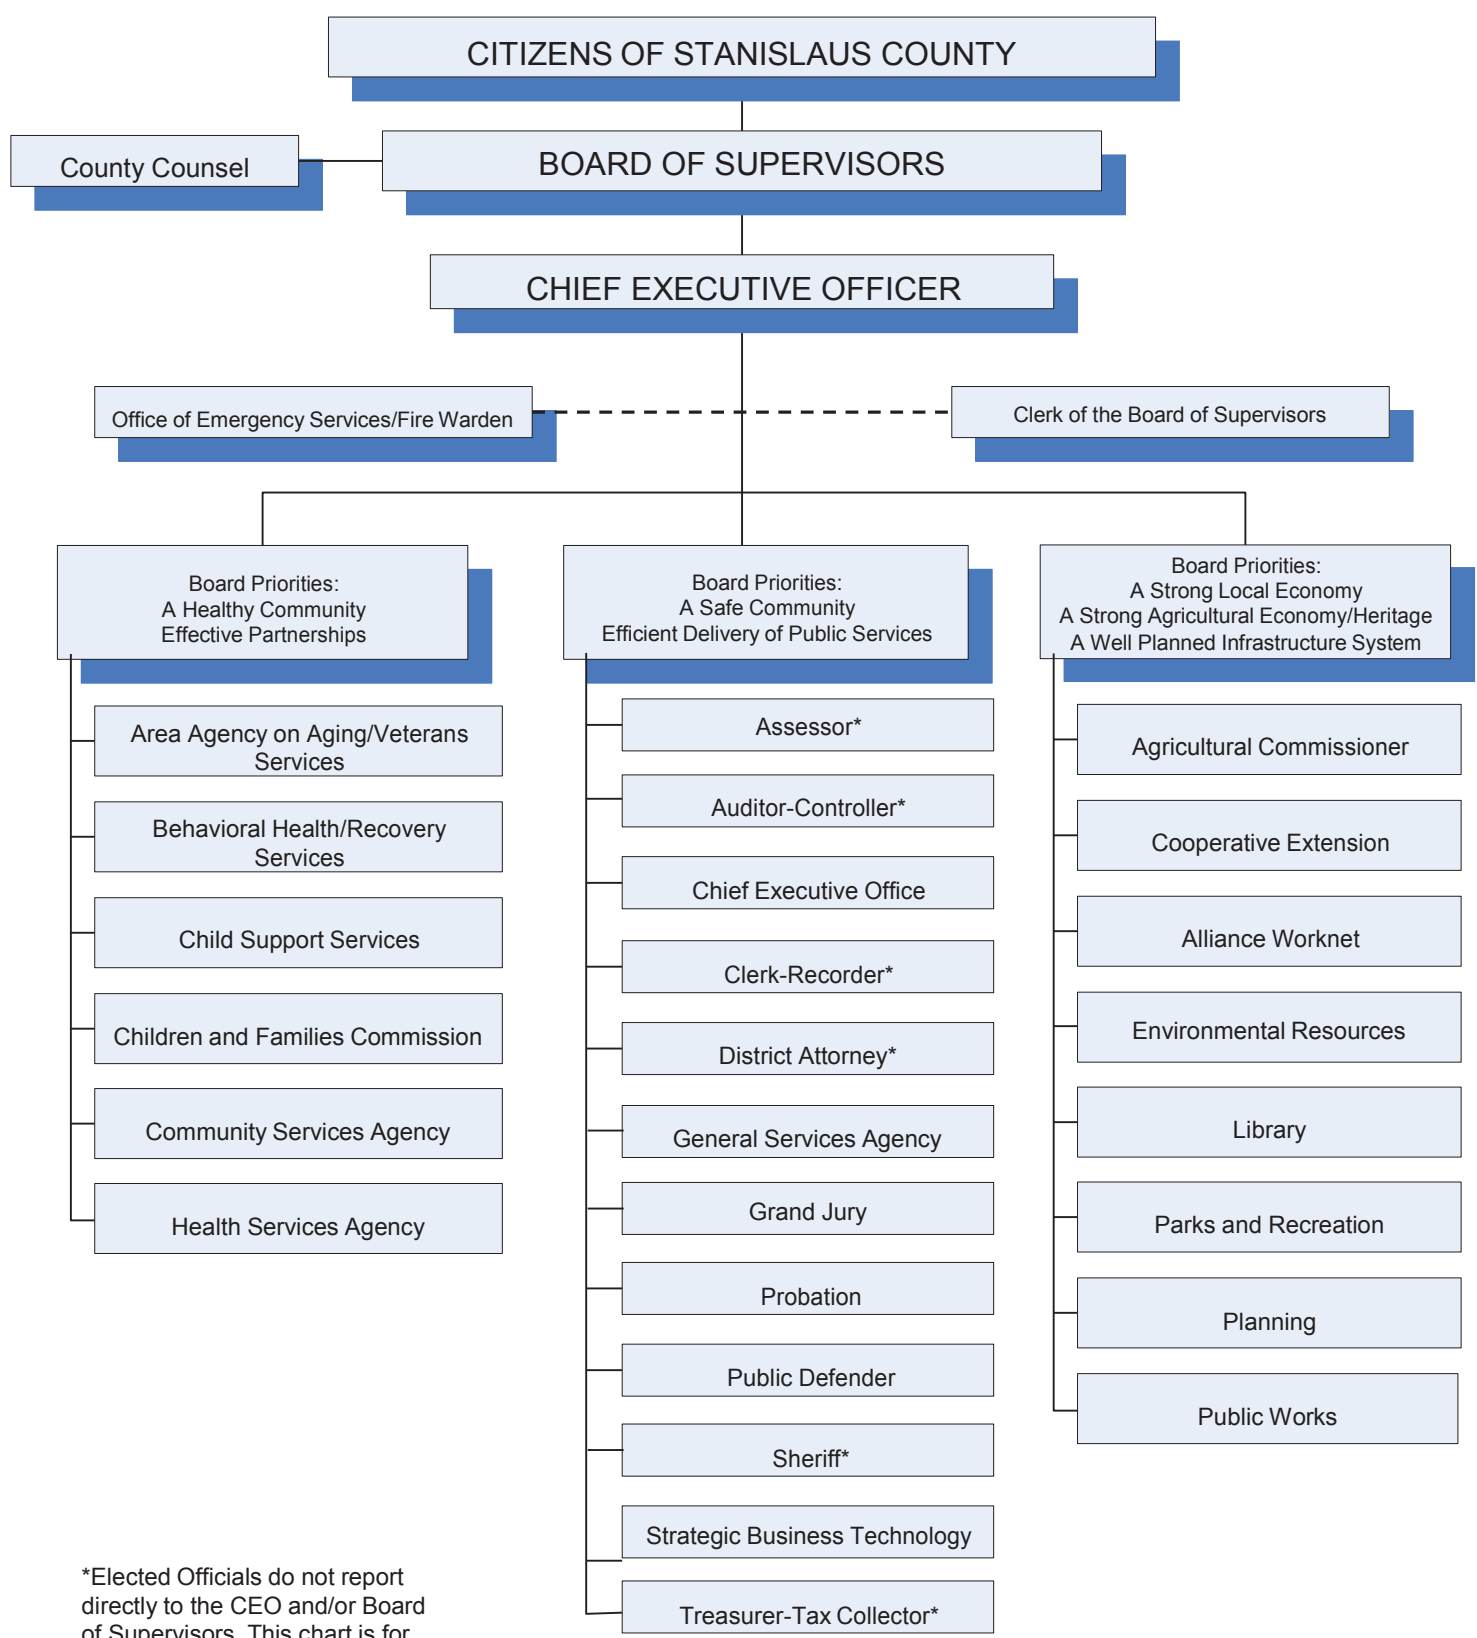 CITIZENS OF STANISLAUS COUNTY
County Counsel
BOARD OF SUPERVISORS
CHIEF EXECUTIVE OFFICER
Office of Emergency Services/Fire Warden
Clerk of the Board of Supervisors
Board Priorities:
A Healthy Community
Effective Partnerships
Area Agency on Aging/Veterans
Services
Behavioral Health/Recovery
Services
Child Support Services
Children and Families Commission
Community Services Agency
Health Services Agency
Board Priorities:
A Safe Community
Efficient Delivery of Public Services
Assessor*
Auditor-Controller*
Chief Executive Office
Clerk-Recorder*
District Attorney*
General Services Agency
Grand Jury
Probation
Public Defender
Sheriff*
Strategic Business Technology
Treasurer-Tax Collector*
Board Priorities:
A Strong Local Economy
A Strong Agricultural Economy/Heritage
A Well Planned Infrastructure System
Agricultural Commissioner
Cooperative Extension
Alliance Worknet
Environmental Resources
Library
Parks and Recreation
Planning
Public Works
*Elected Officials do not report
directly to the CEO and/or Board
of Supervisors. This chart is for